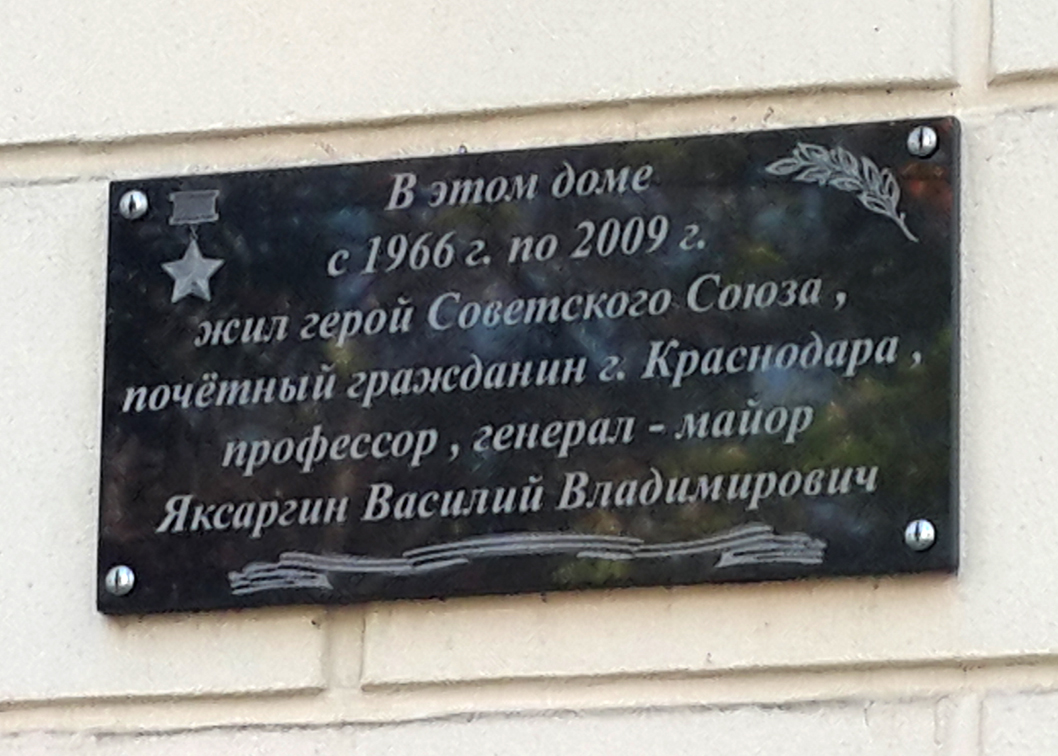 В этом доме
с 1966 г. по 2009 г.
жил герой Советского Союза ,
почётный гражданин г. Краснодара ,
профессор , генерал - майор
Яксаргин Василий Владимирович